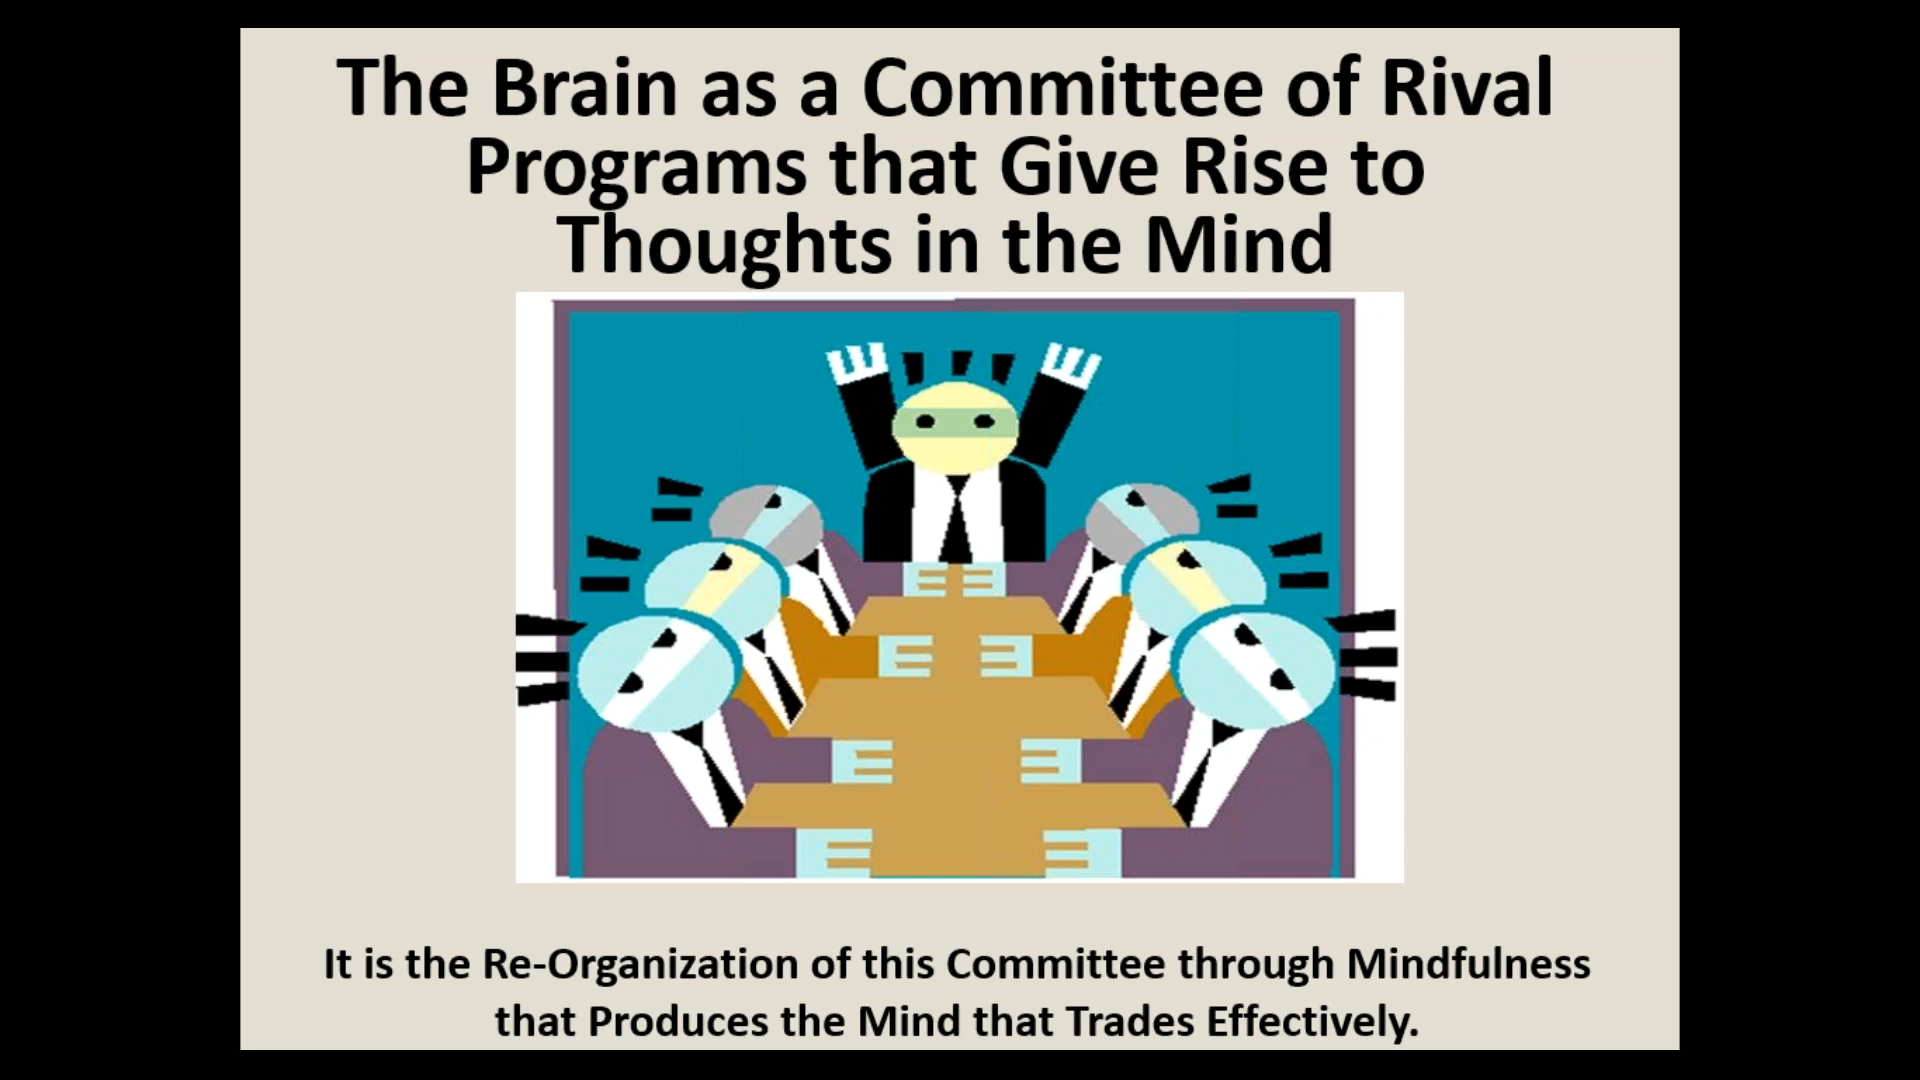 The Brain as a Committee of Rival
Programs that Give Rise to
Thoughts in the Mind
It is the Re-Organization of this Committee through Mindfulness
that Produces the Mind that Trades Effectively.